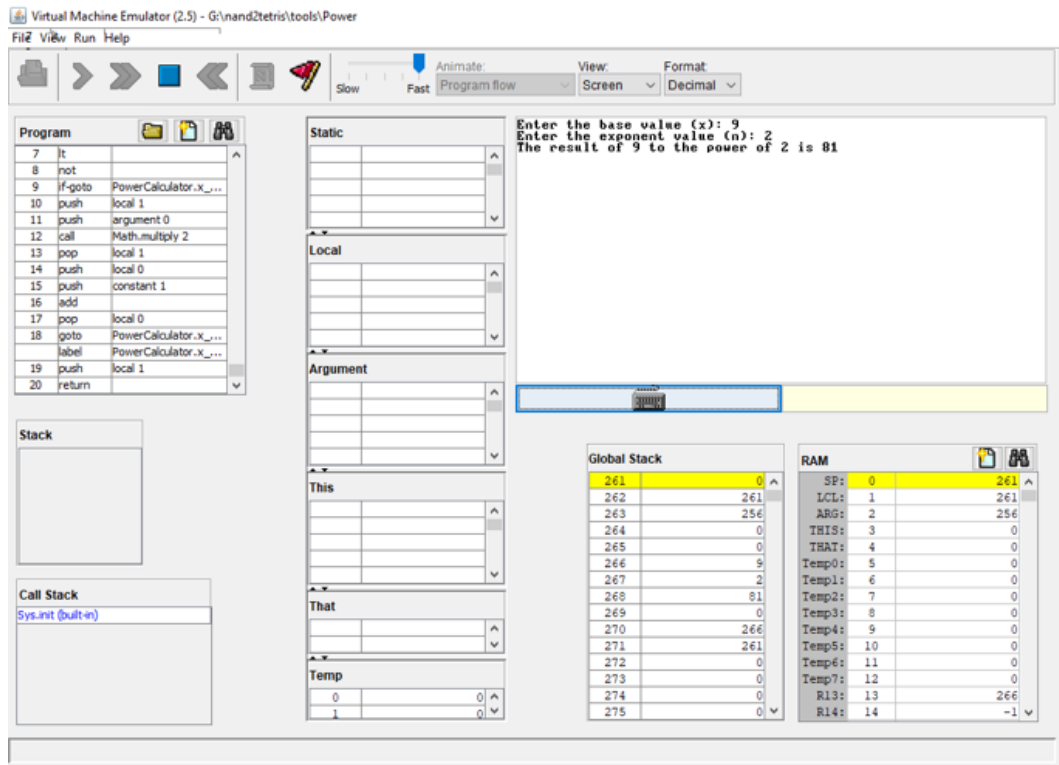 Virtual Machine Emulator (2.5) - G:\nand2tetris\tools\Power
File View Run Help
Slow Fast
Animate:
Program flow
View:
Screen
Format:
Decimal
Program
7 lt
8 not
9 if-goto PowerCalculator.x_...
10 push local 1
11 push argument 0
12 call Math.multiply 2
13 pop local 1
14 push local 0
15 push constant 1
16 add
17 pop local 0
18 goto PowerCalculator.x_...
label PowerCalculator.x_...
19 push local 1
20 return
Stack
Call Stack
Sys.init (built-in)
Static
Local
Argument
This
That
Temp
0 0
1 0
Enter the base value (x): 9
Enter the exponent value (n): 2
The result of 9 to the power of 2 is 81
Global Stack
261 0
262 261
263 256
264 0
265 0
266 9
267 2
268 81
269 0
270 266
271 261
272 0
273 0
274 0
275 0
RAM
SP: 0 261
LCL: 1 261
ARG: 2 256
THIS: 3 0
THAT: 4 0
Temp0: 5 0
Temp1: 6 0
Temp2: 7 0
Temp3: 8 0
Temp4: 9 0
Temp5: 10 0
Temp6: 11 0
Temp7: 12 0
R13: 13 266
R14: 14 -1